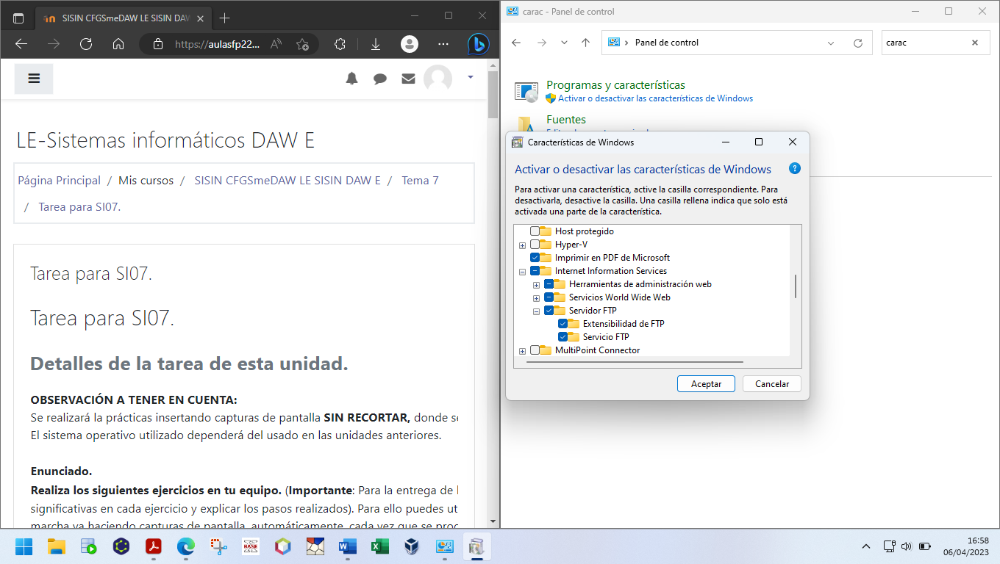 SISIN CFGSmeDAW LE SISIN DAW
https://aulasfp22...
LE-Sistemas informáticos DAW E
Página Principal / Mis cursos / SISIN CFGSmeDAW LE SISIN DAW E / Tema 7
/ Tarea para SI07.
Tarea para SI07.
Tarea para SI07.
Detalles de la tarea de esta unidad.
OBSERVACIÓN A TENER EN CUENTA:
Se realizará la prácticas insertando capturas de pantalla SIN RECORTAR, donde
El sistema operativo utilizado dependerá del usado en las unidades anteriores.
Enunciado.
Realiza los siguientes ejercicios en tu equipo. (Importante: Para la entrega de
significativas en cada ejercicio y explicar los pasos realizados). Para ello puedes
marcha va haciendo capturas de pantalla, automáticamente, cada vez que se
carac - Panel de control
Panel de control
carac
Programas y características
Activar o desactivar las características de Windows
Fuentes
Características de Windows
Activar o desactivar las características de Windows
Para activar una característica, active la casilla correspondiente. Para
desactivarla, desactive la casilla. Una casilla rellena indica que solo está
activada una parte de la característica.
Host protegido
Hyper-V
Imprimir en PDF de Microsoft
Internet Information Services
Herramientas de administración web
Servicios World Wide Web
Servidor FTP
Extensibilidad de FTP
Servicio FTP
MultiPoint Connector
Aceptar
Cancelar
16:58
06/04/2023